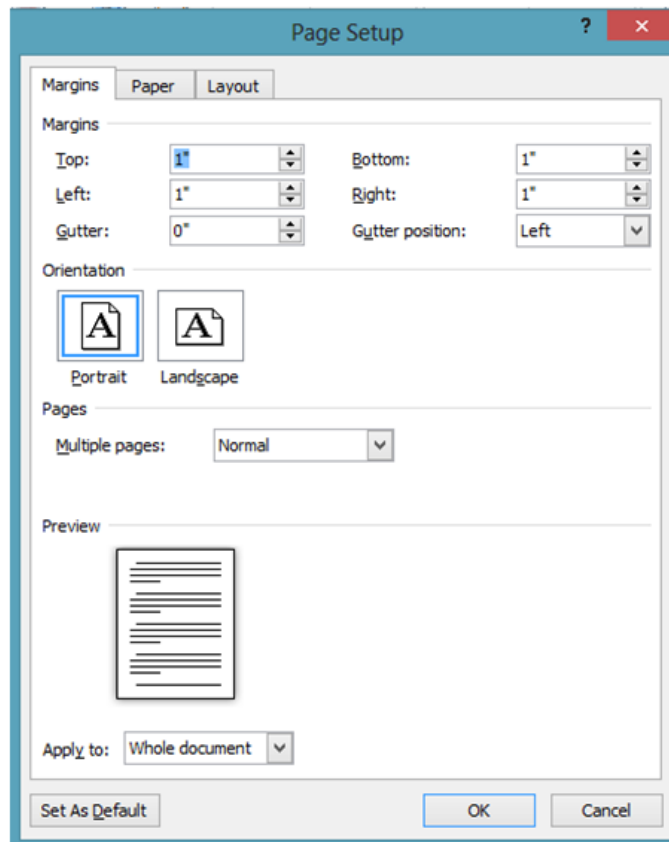 Page Setup ?
Margins Paper Layout
Margins
Top: 1" Bottom: 1"
Left: 1" Right: 1"
Gutter: 0" Gutter position: Left
Orientation
A A
Portrait Landscape
Pages
Multiple pages: Normal
Preview
Apply to: Whole document
Set As Default OK Cancel